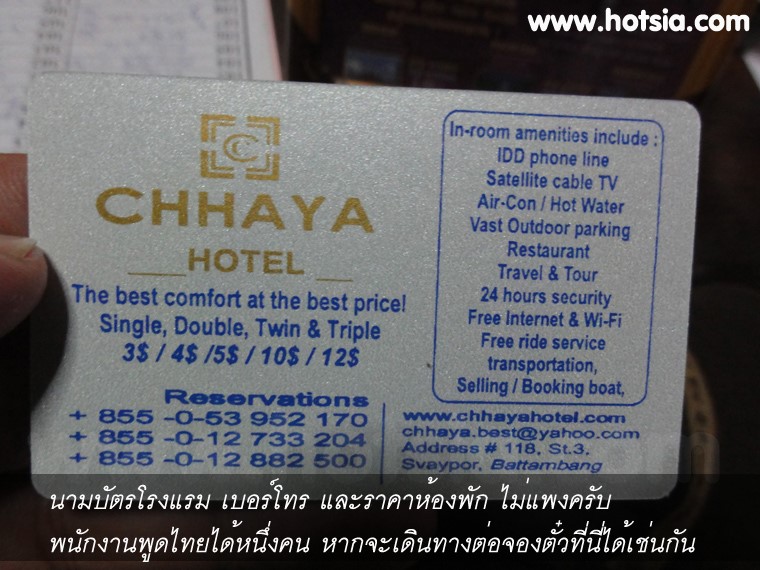 www.hotsia.com
CHHAYA
HOTEL
The best comfort at the best price!
Single, Double, Twin & Triple
3$ / 4$ /5$ / 10$ / 12$
Reservations
+ 855 -0-53 952 170
+ 855 -0-12 733 204
+ 855 -0-12 882 500
In-room amenities include :
IDD phone line
Satellite cable TV
Air-Con / Hot Water
Vast Outdoor parking
Restaurant
Travel & Tour
24 hours security
Free Internet & Wi-Fi
Free ride service
transportation,
Selling / Booking boat,
www.chhayahotel.com
chhaya.best@yahoo.com
Address # 118, St.3.
Svaypor, Battambang
นามบัตรโรงแรม เบอร์โทร และราคาห้องพัก ไม่แพงครับ
พนักงานพูดไทยได้หนึ่งคน หากจะเดินทางต่อจองตั๋วที่นี่ได้เช่นกัน